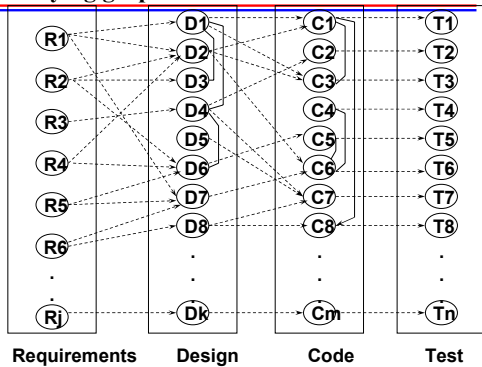 R1 D1 C1 T1
R2 D2 C2 T2
R3 D3 C3 T3
R4 D4 C4 T4
R5 D5 C5 T5
R6 D6 C6 T6
D7 C7 T7
D8 C8 T8
. . . .
. . . .
. . . .
Rj Dk Cm Tn
Requirements Design Code Test